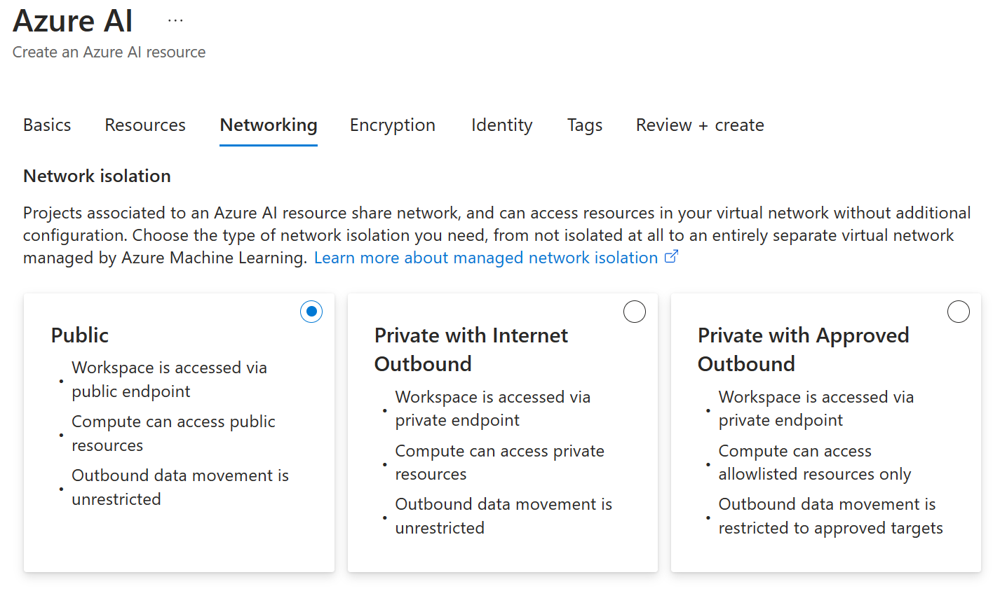 Azure AI ...
Create an Azure AI resource
Basics Resources Networking Encryption Identity Tags Review + create
Network isolation
Projects associated to an Azure AI resource share network, and can access resources in your virtual network without additional
configuration. Choose the type of network isolation you need, from not isolated at all to an entirely separate virtual network
managed by Azure Machine Learning. Learn more about managed network isolation
Public
• Workspace is accessed via
public endpoint
• Compute can access public
resources
• Outbound data movement is
unrestricted
Private with Internet
Outbound
• Workspace is accessed via
private endpoint
• Compute can access private
resources
• Outbound data movement is
unrestricted
Private with Approved
Outbound
• Workspace is accessed via
private endpoint
• Compute can access
allowlisted resources only
• Outbound data movement is
restricted to approved targets